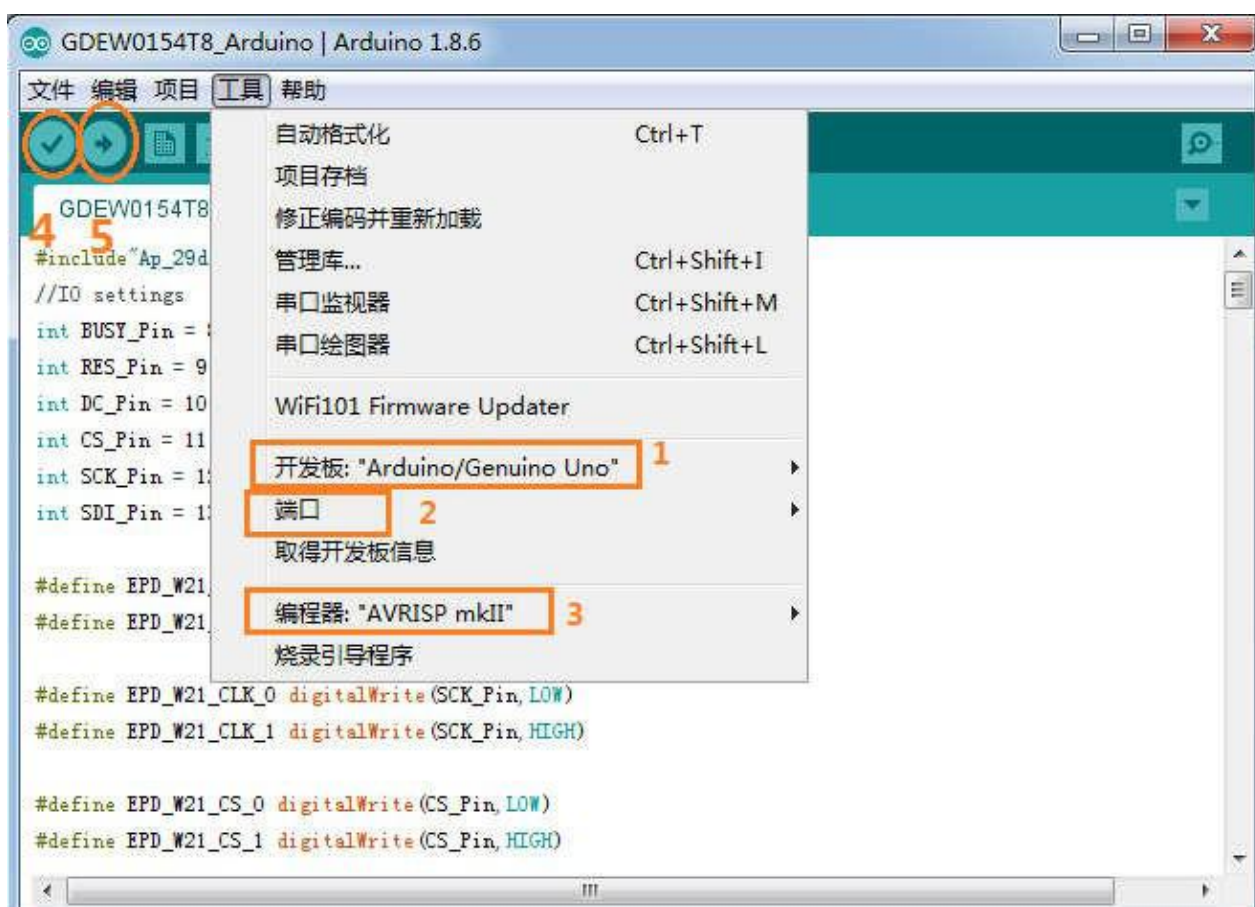 GDEW0154T8_Arduino | Arduino 1.8.6
文件 编辑 项目 工具 帮助
自动格式化 Ctrl+T
项目存档
修正编码并重新加载
管理库... Ctrl+Shift+I
串口监视器 Ctrl+Shift+M
串口绘图器 Ctrl+Shift+L
WiFi101 Firmware Updater
开发板: "Arduino/Genuino Uno" 1
端口 2
取得开发板信息
编程器: "AVRISP mkII" 3
烧录引导程序
GDEW0154T8
4 5
#include"Ap_29d
//IO settings
int BUSY_Pin =
int RES_Pin = 9
int DC_Pin = 10
int CS_Pin = 11
int SCK_Pin =
int SDI_Pin =
#define EPD_W21_
#define EPD_W21_
#define EPD_W21_CLK_0 digitalWrite(SCK_Pin,LOW)
#define EPD_W21_CLK_1 digitalWrite(SCK_Pin,HIGH)
#define EPD_W21_CS_0 digitalWrite(CS_Pin,LOW)
#define EPD_W21_CS_1 digitalWrite(CS_Pin,HIGH)